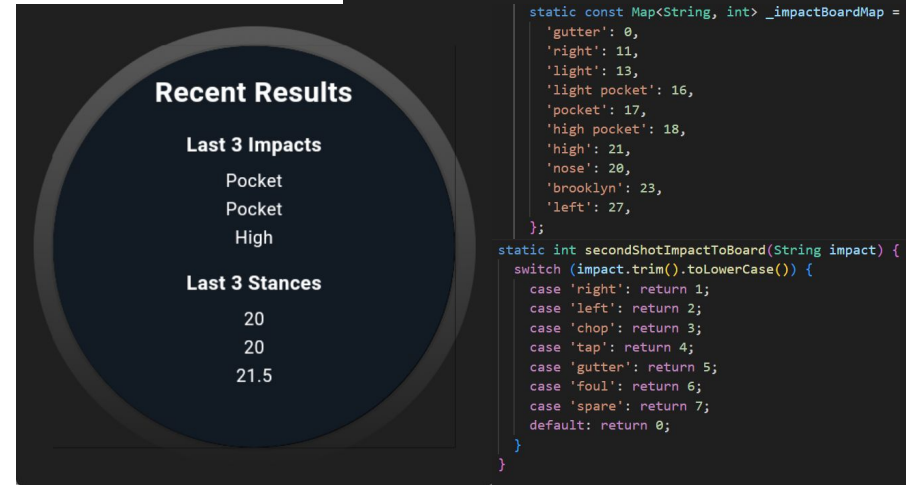 Recent Results
Last 3 Impacts
Pocket
Pocket
High
Last 3 Stances
20
20
21.5
static const Map<String, int> _impactBoardMap =
'gutter': 0,
'right': 11,
'light': 13,
'light pocket': 16,
'pocket': 17,
'high pocket': 18,
'high': 21,
'nose': 20,
'brooklyn': 23,
'left': 27,
};
static int secondShotImpactToBoard(String impact) {
switch (impact.trim().toLowerCase()) {
case 'right': return 1;
case 'left': return 2;
case 'chop': return 3;
case 'tap': return 4;
case 'gutter': return 5;
case 'foul': return 6;
case 'spare': return 7;
default: return 0;
}
}